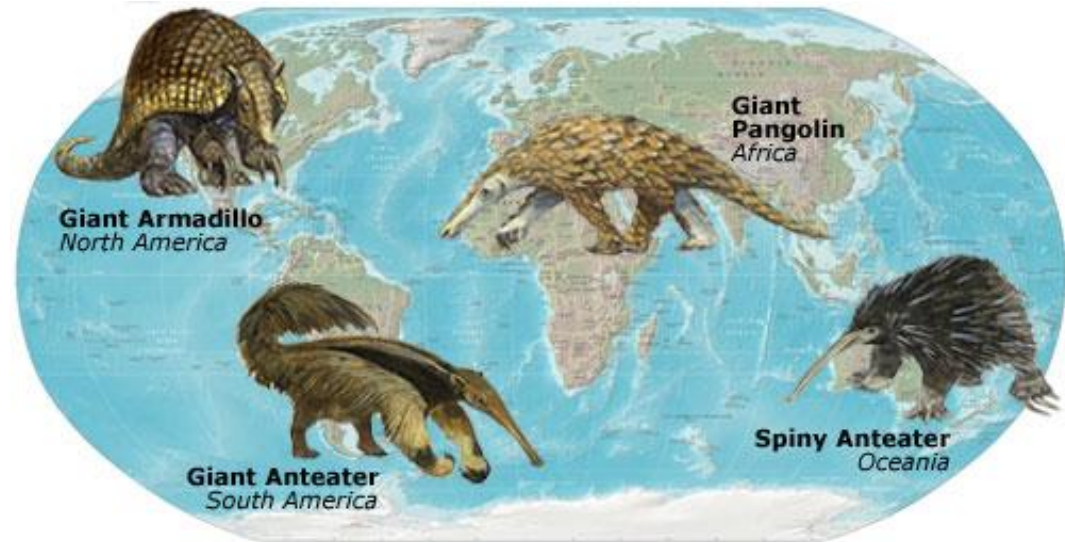 Giant
Pangolin
Africa
Giant Armadillo
North America
Spiny Anteater
Oceania
Giant Anteater
South America